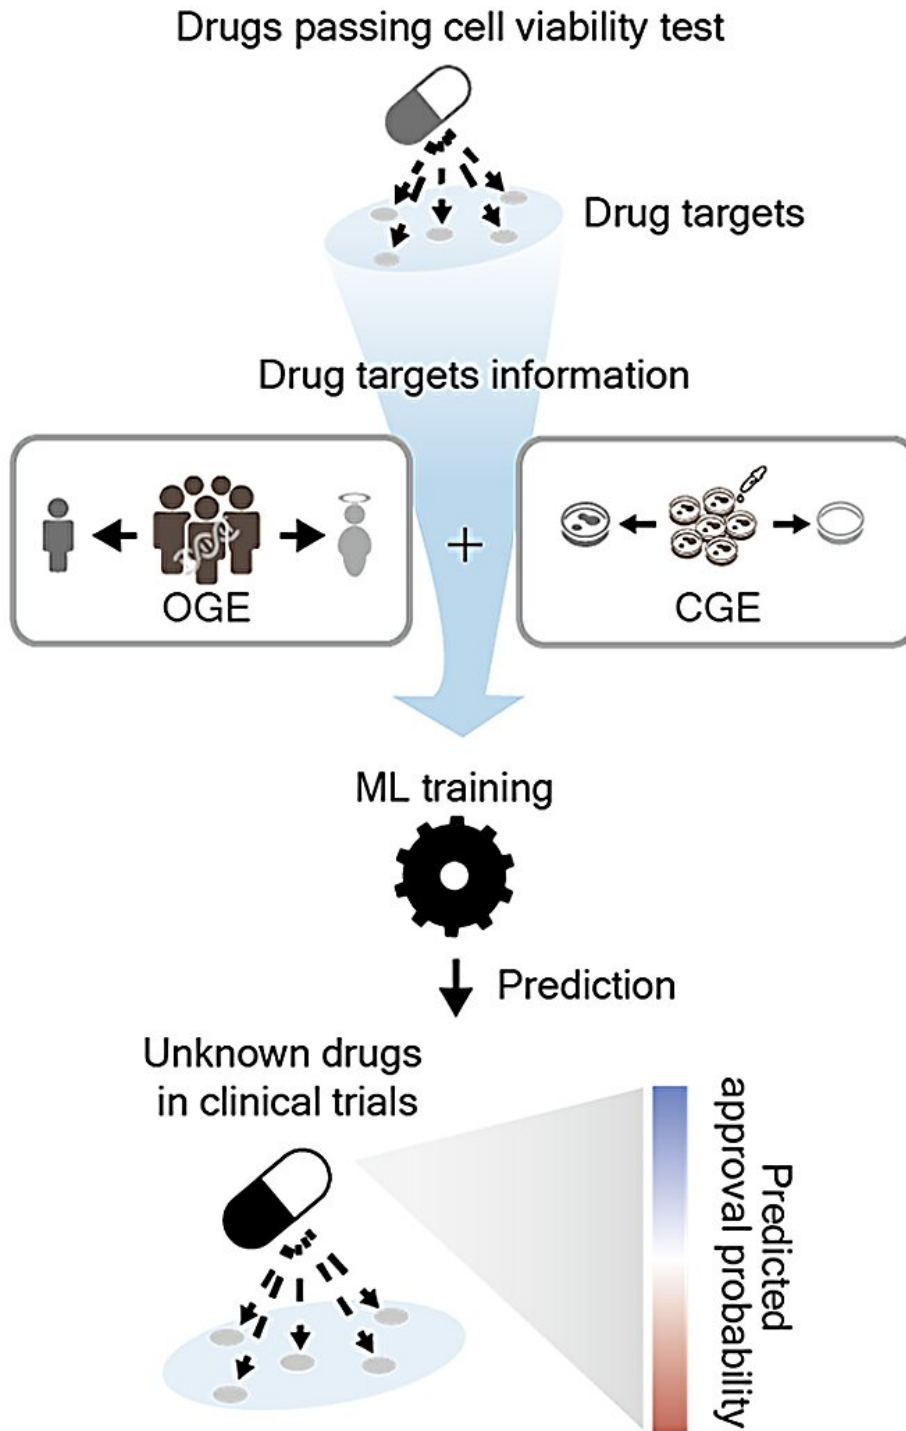 Drugs passing cell viability test
Drug targets
Drug targets information
OGE
+
CGE
ML training
Prediction
Unknown drugs
in clinical trials
Predicted
approval probability